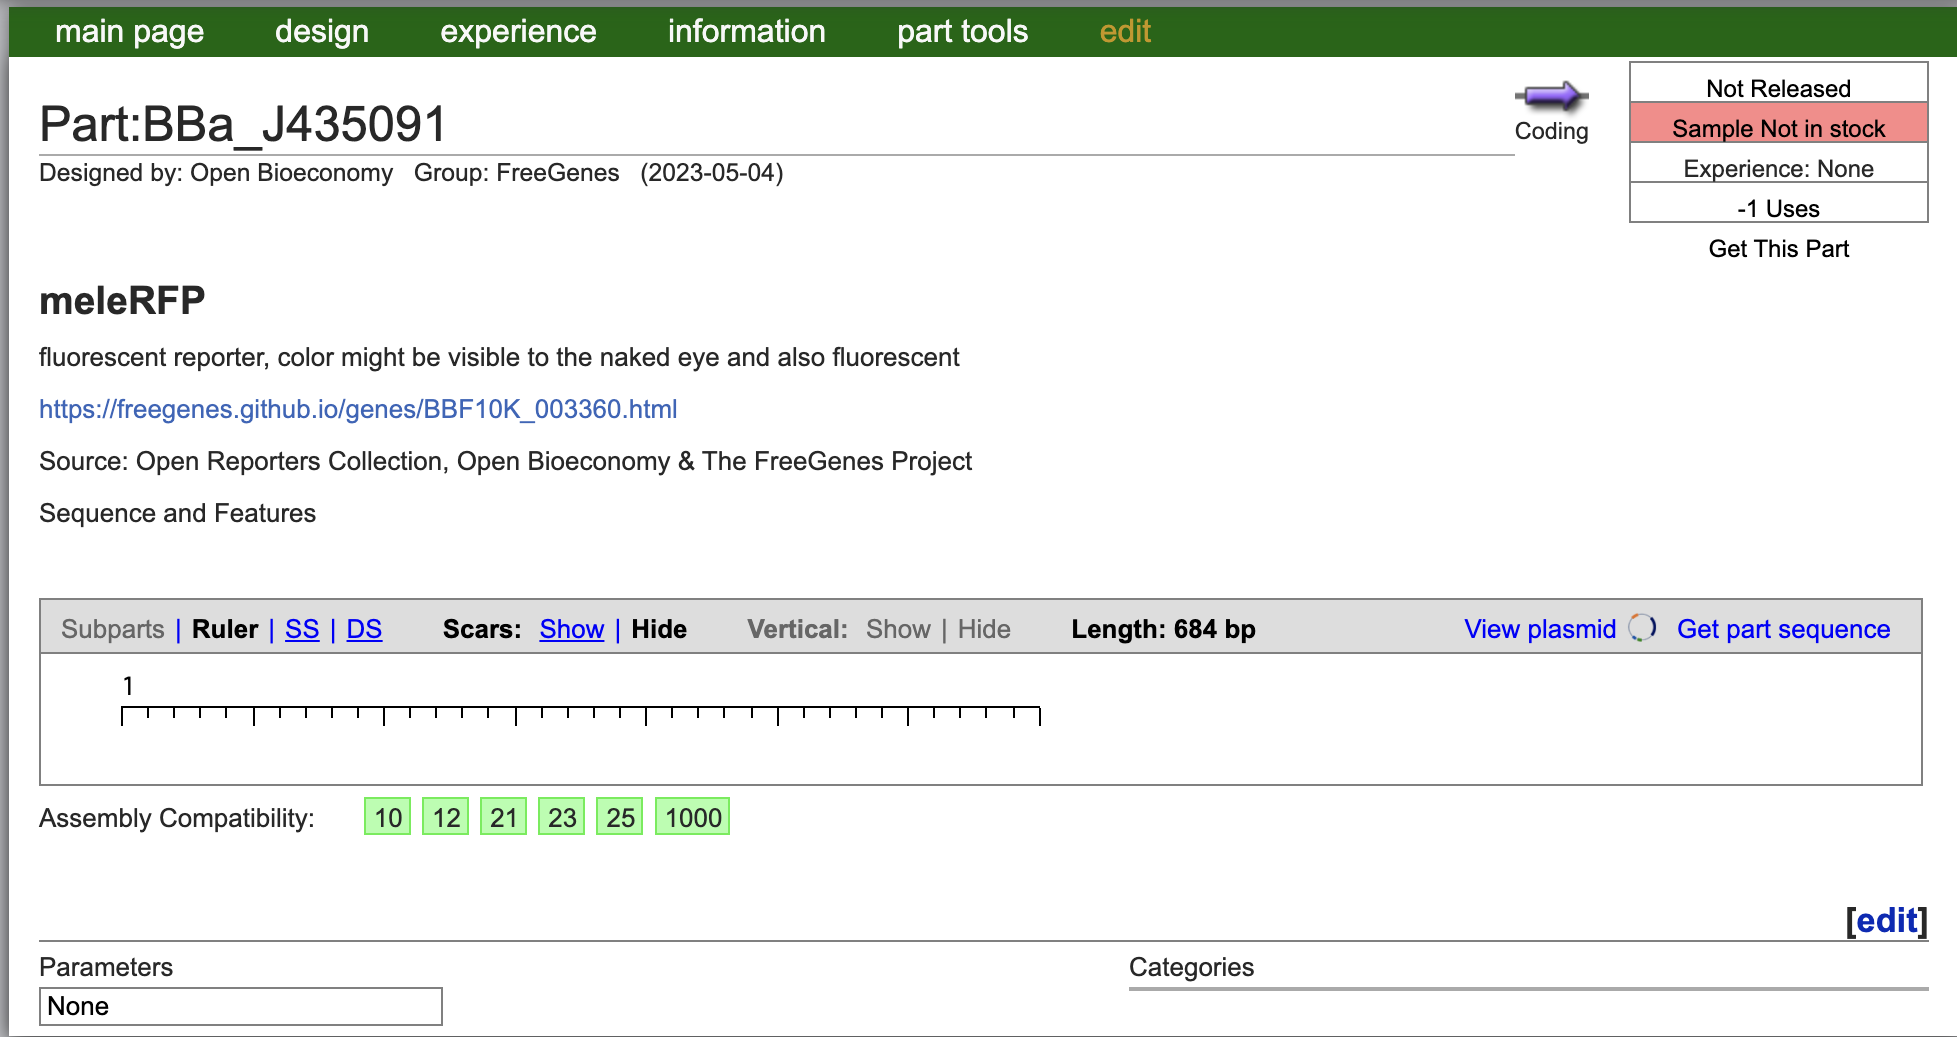 main page design experience information part tools edit
Part:BBa_J435091
Coding
Designed by: Open Bioeconomy Group: FreeGenes (2023-05-04)
Not Released
Sample Not in stock
Experience: None
-1 Uses
Get This Part
meleRFP
fluorescent reporter, color might be visible to the naked eye and also fluorescent
https://freegenes.github.io/genes/BBF10K_003360.html
Source: Open Reporters Collection, Open Bioeconomy & The FreeGenes Project
Sequence and Features
Subparts | Ruler | SS | DS Scars: Show | Hide Vertical: Show | Hide Length: 684 bp View plasmid Get part sequence
1
Assembly Compatibility: 10 12 21 23 25 1000
[edit]
Parameters
None
Categories